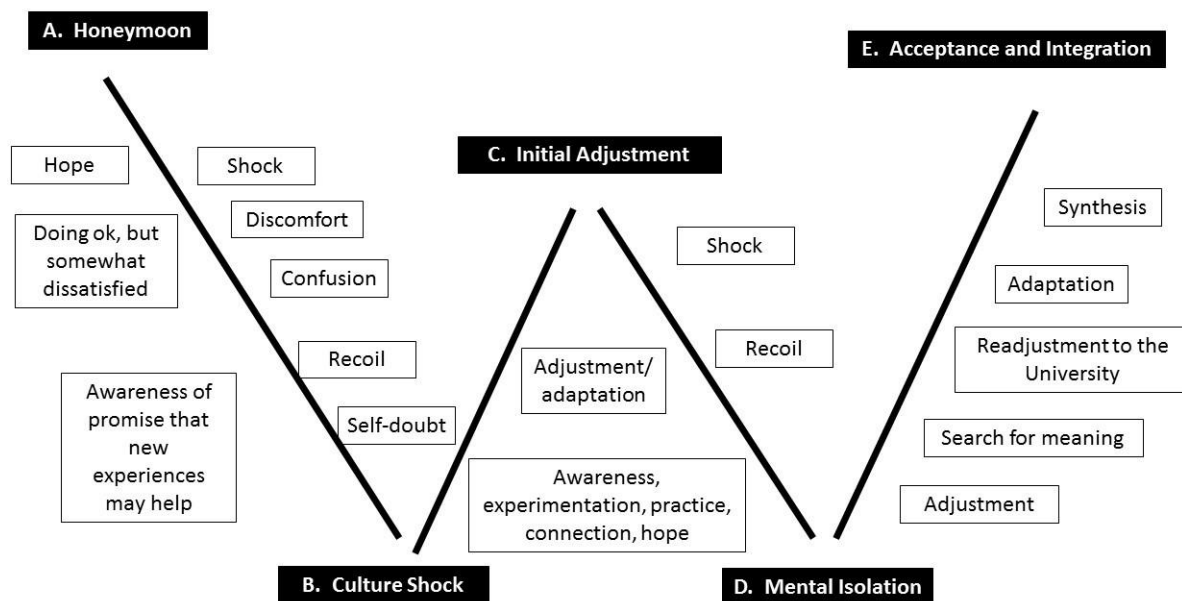 A. Honeymoon
Hope
Doing ok, but
somewhat
dissatisfied
Awareness of
promise that
new
experiences
may help
Shock
Discomfort
Confusion
Recoil
Self-doubt
B. Culture Shock
C. Initial Adjustment
Adjustment/
adaptation
Awareness,
experimentation, practice,
connection, hope
Shock
Recoil
D. Mental Isolation
E. Acceptance and Integration
Synthesis
Adaptation
Readjustment to the
University
Search for meaning
Adjustment